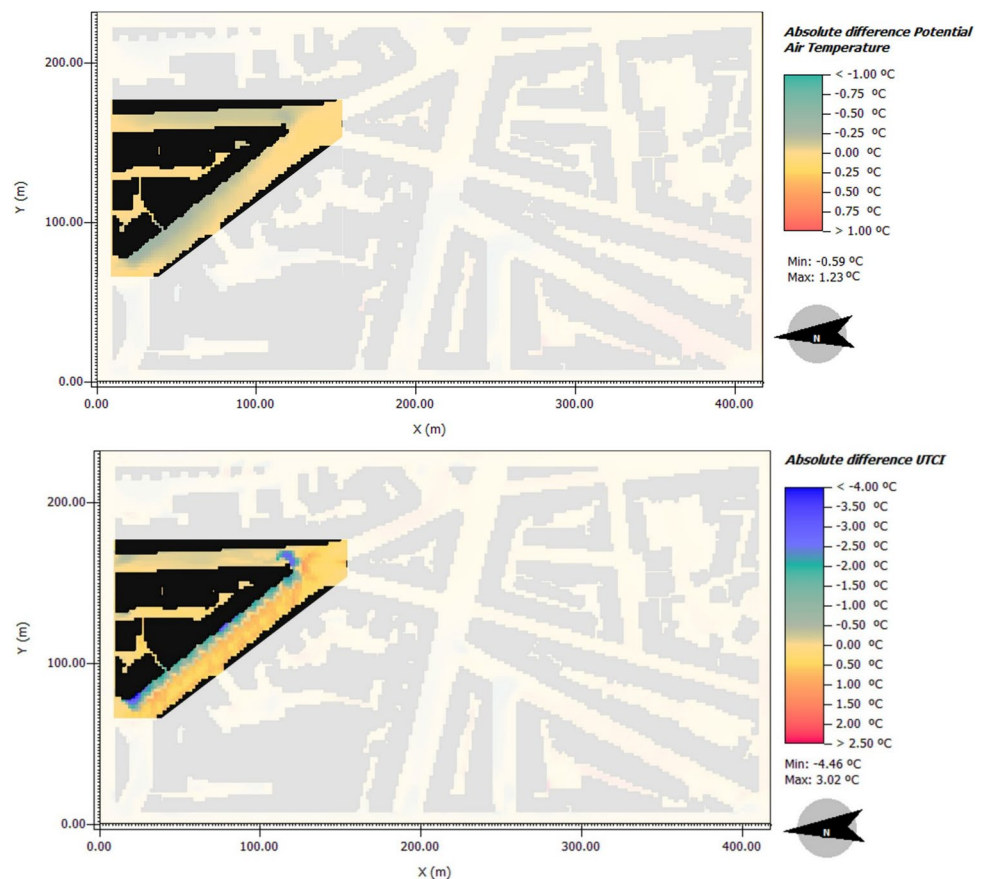 Absolute difference Potential
Air Temperature
< -1.00 ºC
-0.75 ºC
-0.50 ºC
-0.25 ºC
0.00 ºC
0.25 ºC
0.50 ºC
0.75 ºC
> 1.00 ºC
Min: -0.59 ºC
Max: 1.23 ºC
N
Y (m)
200.00
100.00
0.00
0.00 100.00 200.00 300.00 400.00
X (m)
Absolute difference UTCI
< -4.00 ºC
-3.50 ºC
-3.00 ºC
-2.50 ºC
-2.00 ºC
-1.50 ºC
-1.00 ºC
-0.50 ºC
0.00 ºC
0.50 ºC
1.00 ºC
1.50 ºC
2.00 ºC
> 2.50 ºC
Min: -4.46 ºC
Max: 3.02 ºC
N
Y (m)
200.00
100.00
0.00
0.00 100.00 200.00 300.00 400.00
X (m)